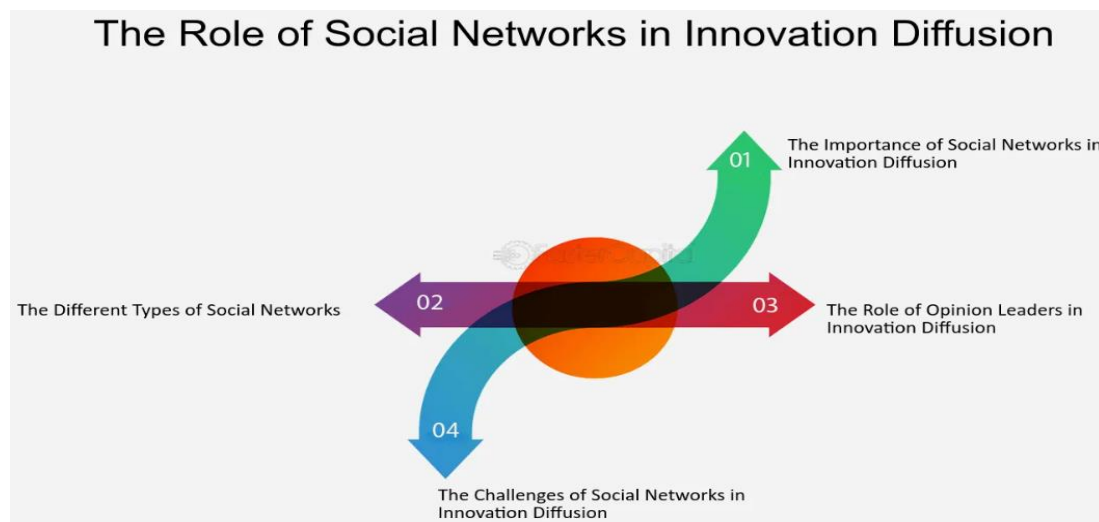 The Role of Social Networks in Innovation Diffusion
01
The Importance of Social Networks in
Innovation Diffusion
02
The Different Types of Social Networks
03
The Role of Opinion Leaders in
Innovation Diffusion
04
The Challenges of Social Networks in
Innovation Diffusion